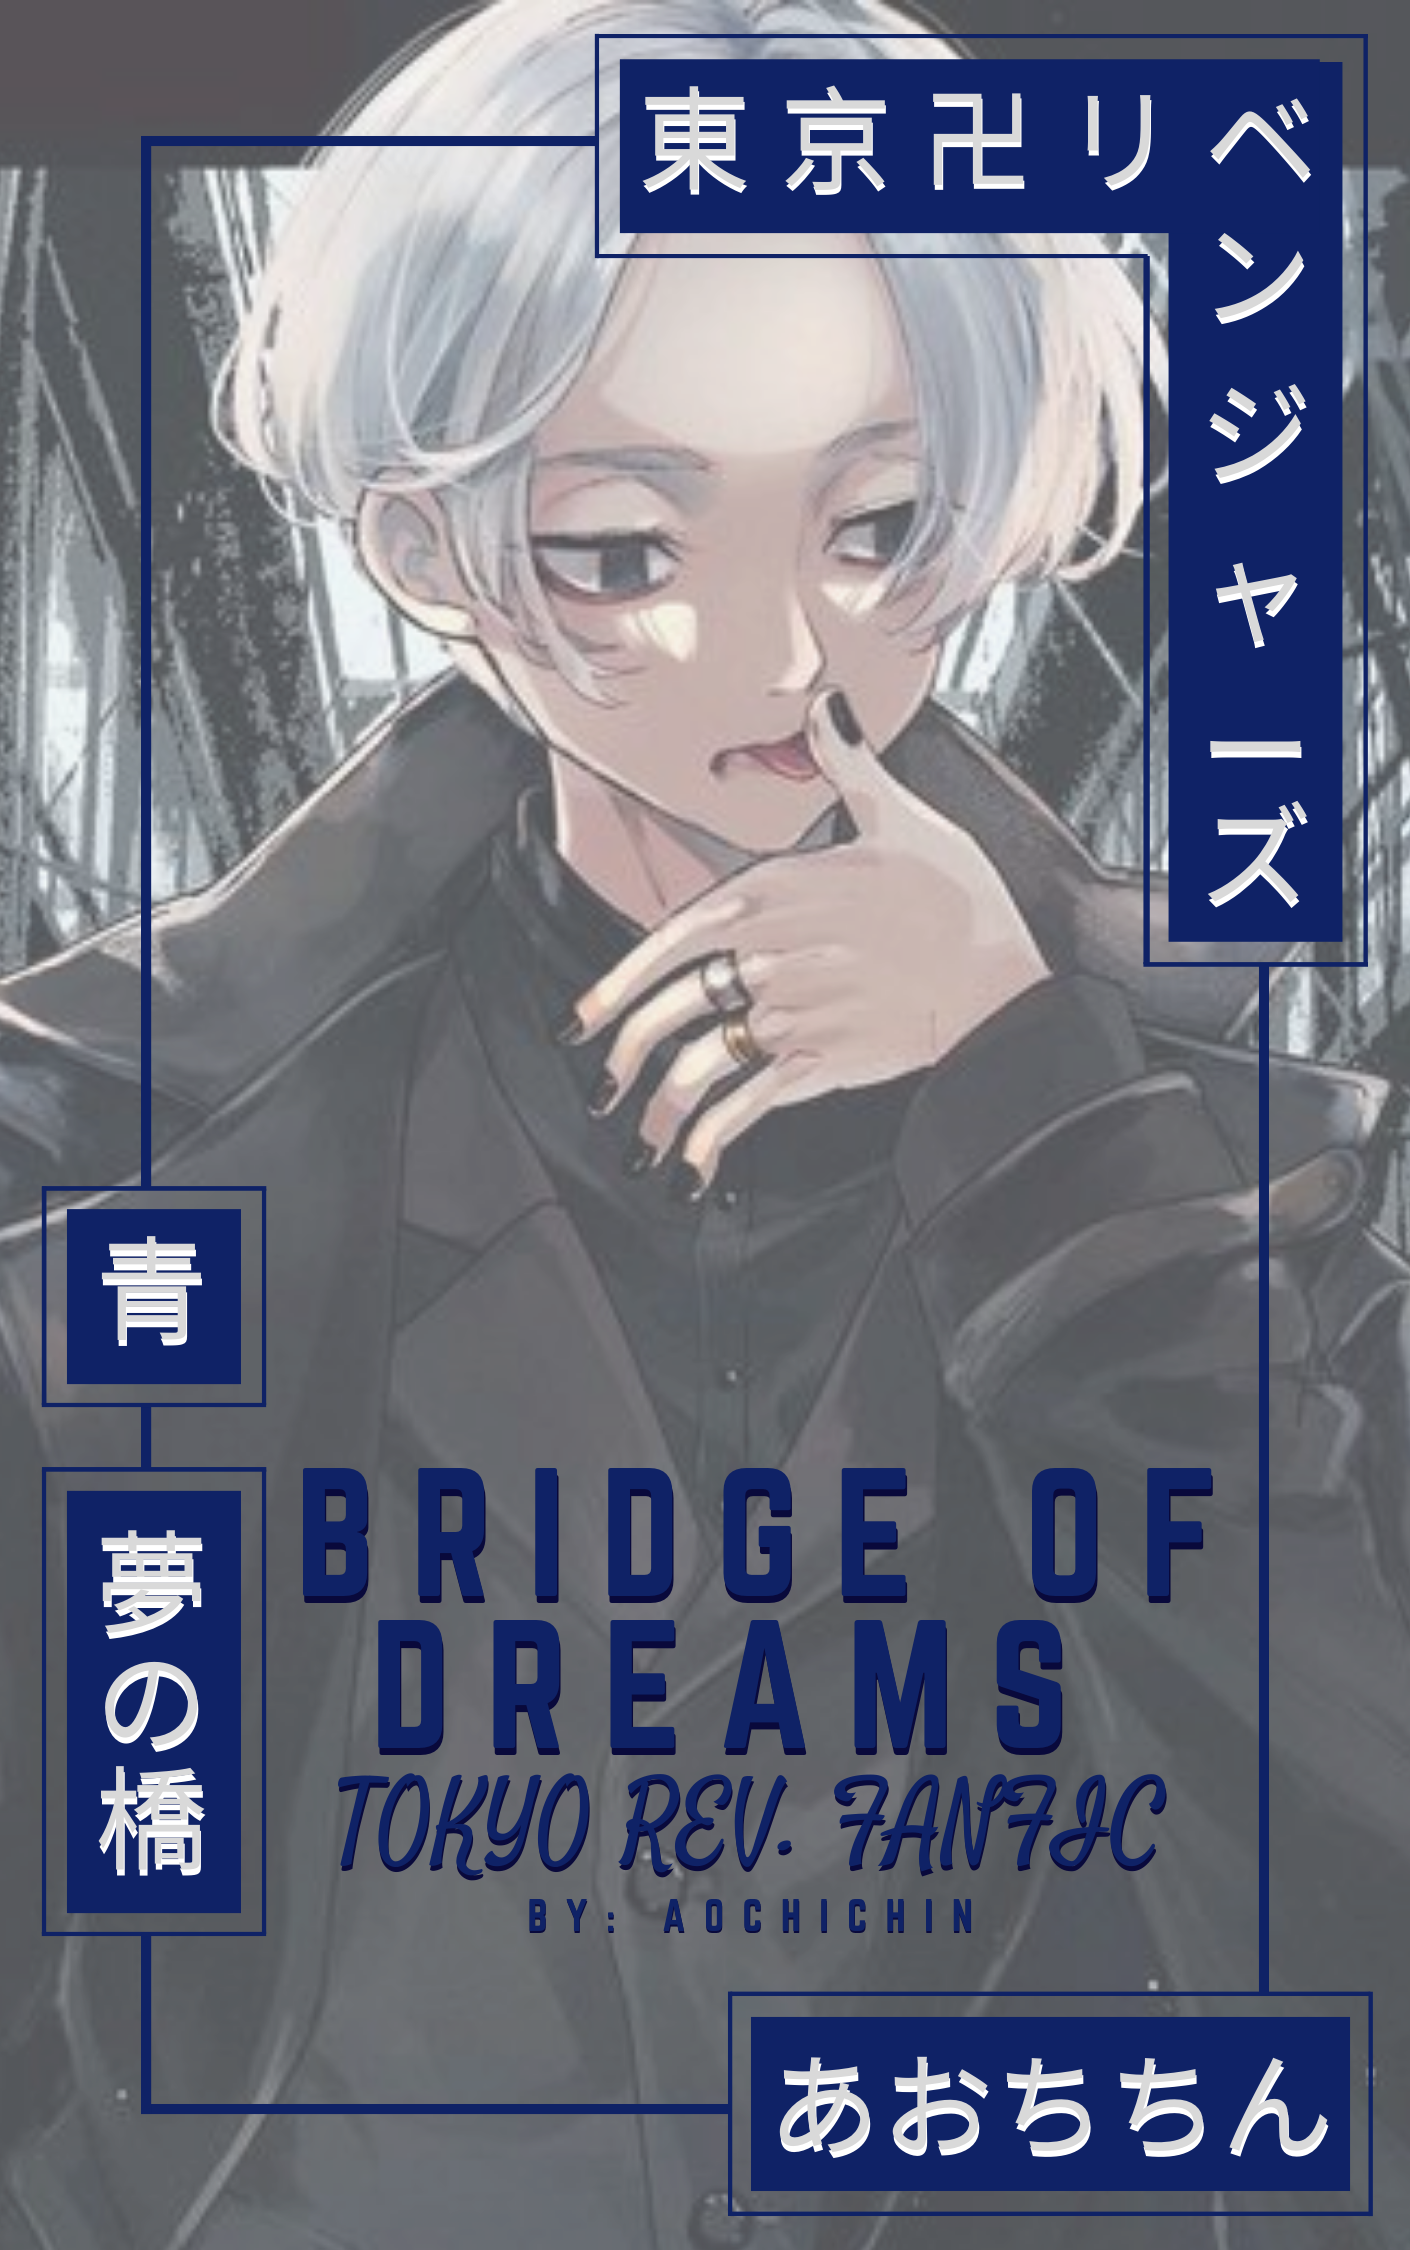 東京卍リベンジャーズ
青
夢の橋
BRIDGE OF
DREAMS
TOKYO REV. FANFIC
BY: AOCHICHIN
あおちちん